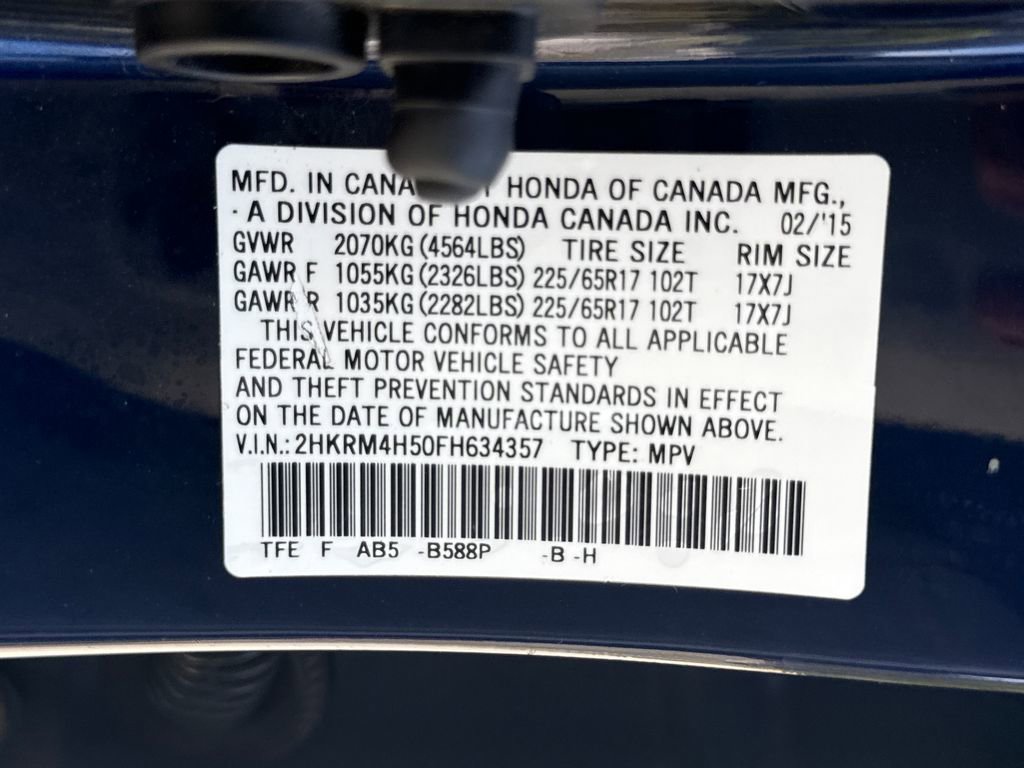 MFD. IN CANA HONDA OF CANADA MFG.,
· A DIVISION OF HONDA CANADA INC. 02/'15
GVWR 2070KG (4564LBS) TIRE SIZE RIM SIZE
GAWR F 1055KG (2326LBS) 225/65R17 102T 17X7J
GAWR R 1035KG (2282LBS) 225/65R17 102T 17X7J
THIS VEHICLE CONFORMS TO ALL APPLICABLE
FEDERAL MOTOR VEHICLE SAFETY
AND THEFT PREVENTION STANDARDS IN EFFECT
ON THE DATE OF MANUFACTURE SHOWN ABOVE.
V.I.N.: 2HKRM4H50FH634357 TYPE: MPV
TFE F AB5 -B588P -B -H